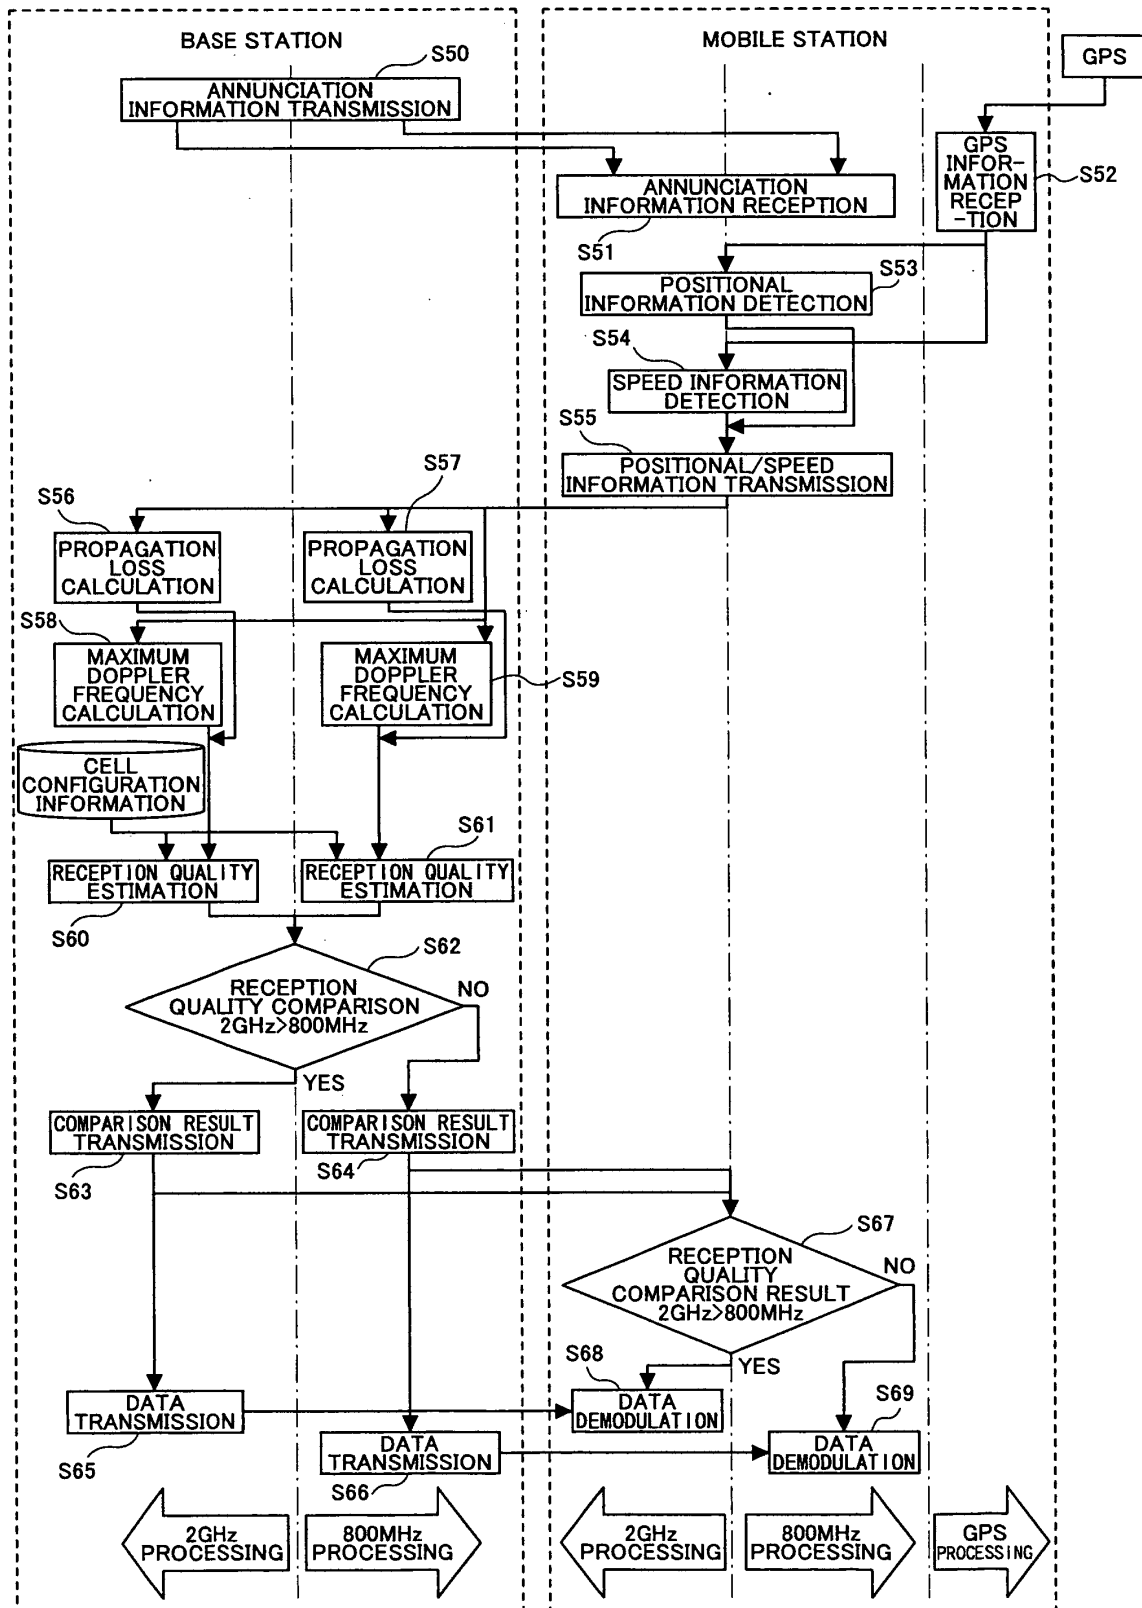 BASE STATION
MOBILE STATION
GPS
S50
ANNUNCIATION
INFORMATION TRANSMISSION
GPS
INFOR-
MATION
RECEP
-TION
S52
ANNUNCIATION
INFORMATION RECEPTION
S51
S53
POSITIONAL
INFORMATION DETECTION
S54
SPEED INFORMATION
DETECTION
S55
POSITIONAL/SPEED
INFORMATION TRANSMISSION
S56
S57
PROPAGATION
LOSS
CALCULATION
PROPAGATION
LOSS
CALCULATION
S58
MAXIMUM
DOPPLER
FREQUENCY
CALCULATION
MAXIMUM
DOPPLER
FREQUENCY
CALCULATION
S59
CELL
CONFIGURATION
INFORMATION
S61
RECEPTION QUALITY
ESTIMATION
RECEPTION QUALITY
ESTIMATION
S60
S62
RECEPTION
QUALITY COMPARISON
2GHz>800MHz
NO
YES
COMPARISON RESULT
TRANSMISSION
COMPARISON RESULT
TRANSMISSION
S63
S64
S67
RECEPTION
QUALITY
COMPARISON RESULT
2GHz>800MHz
NO
YES
S68
DATA
TRANSMISSION
DATA
DEMODULATION
S69
S65
DATA
TRANSMISSION
DATA
DEMODULATION
S66
2GHz
PROCESSING
800MHz
PROCESSING
2GHz
PROCESSING
800MHz
PROCESSING
GPS
PROCESSING